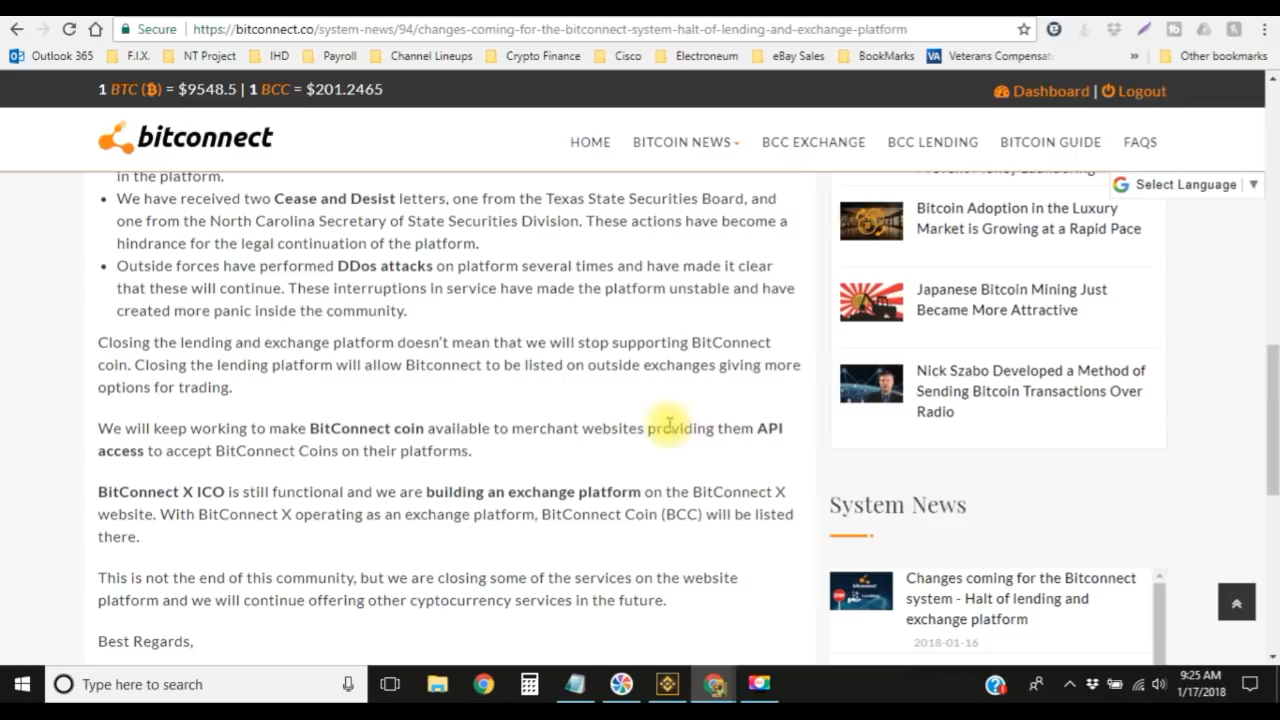 Secure
https://bitconnect.co/system-news/94/changes-coming-for-the-bitconnect-system-halt-of-lending-and-exchange-platform
Outlook 365 F.I.X. NT Project IHD Payroll Channel Lineups Crypto Finance Cisco Electroneum eBay Sales BookMarks VA Veterans Compensat » Other bookmarks
1 BTC (₿) = $9548.5 | 1 BCC = $201.2465
Dashboard | Logout
bitconnect
HOME BITCOIN NEWS BCC EXCHANGE BCC LENDING BITCOIN GUIDE FAQS
Select Language ▼
in the platform.
• We have received two Cease and Desist letters, one from the Texas State Securities Board, and
one from the North Carolina Secretary of State Securities Division. These actions have become a
hindrance for the legal continuation of the platform.
• Outside forces have performed DDos attacks on platform several times and have made it clear
that these will continue. These interruptions in service have made the platform unstable and have
created more panic inside the community.
Closing the lending and exchange platform doesn't mean that we will stop supporting BitConnect
coin. Closing the lending platform will allow Bitconnect to be listed on outside exchanges giving more
options for trading.
We will keep working to make BitConnect coin available to merchant websites providing them API
access to accept BitConnect Coins on their platforms.
BitConnect X ICO is still functional and we are building an exchange platform on the BitConnect X
website. With BitConnect X operating as an exchange platform, BitConnect Coin (BCC) will be listed
there.
This is not the end of this community, but we are closing some of the services on the website
platform and we will continue offering other cyptocurrency services in the future.
Best Regards,
Bitcoin Adoption in the Luxury
Market is Growing at a Rapid Pace
Japanese Bitcoin Mining Just
Became More Attractive
Nick Szabo Developed a Method of
Sending Bitcoin Transactions Over
Radio
System News
Changes coming for the Bitconnect
system - Halt of lending and
exchange platform
2018-01-16
Type here to search
9:25 AM
1/17/2018